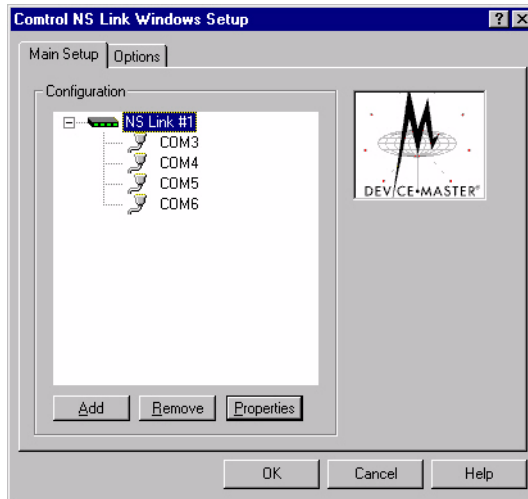 Comtrol NS Link Windows Setup
Main Setup
Options
Configuration
NS Link #1
COM3
COM4
COM5
COM6
DEVICE•MASTER®
Add
Remove
Properties
OK
Cancel
Help